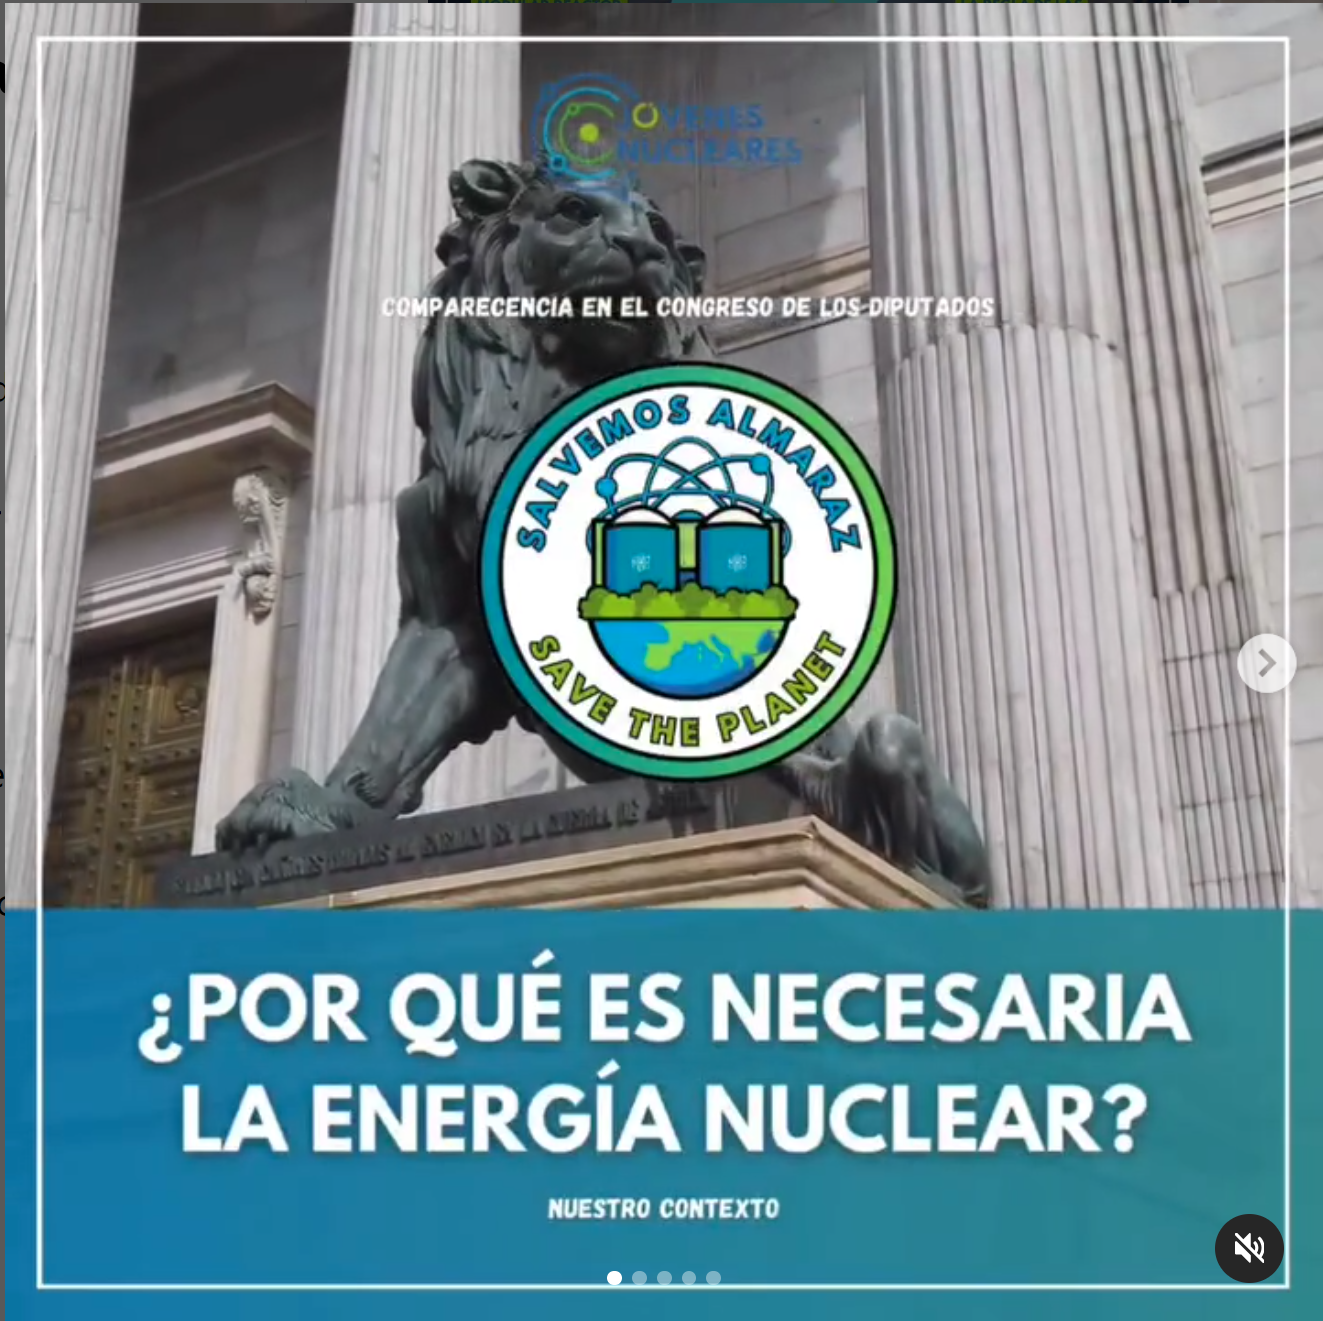 JÓVENES
NUCLEARES
COMPARECENCIA EN EL CONGRESO DE LOS DIPUTADOS
SALVEMOS ALMARAZ
SAVE THE PLANET
¿POR QUÉ ES NECESARIA
LA ENERGÍA NUCLEAR?
NUESTRO CONTEXTO